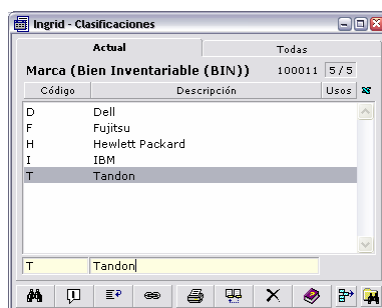 Ingrid - Clasificaciones
Actual Todas
Marca (Bien Inventariable (BIN)) 100011 5/5
Código Descripción Usos
D Dell
F Fujitsu
H Hewlett Packard
I IBM
T Tandon
T Tandon